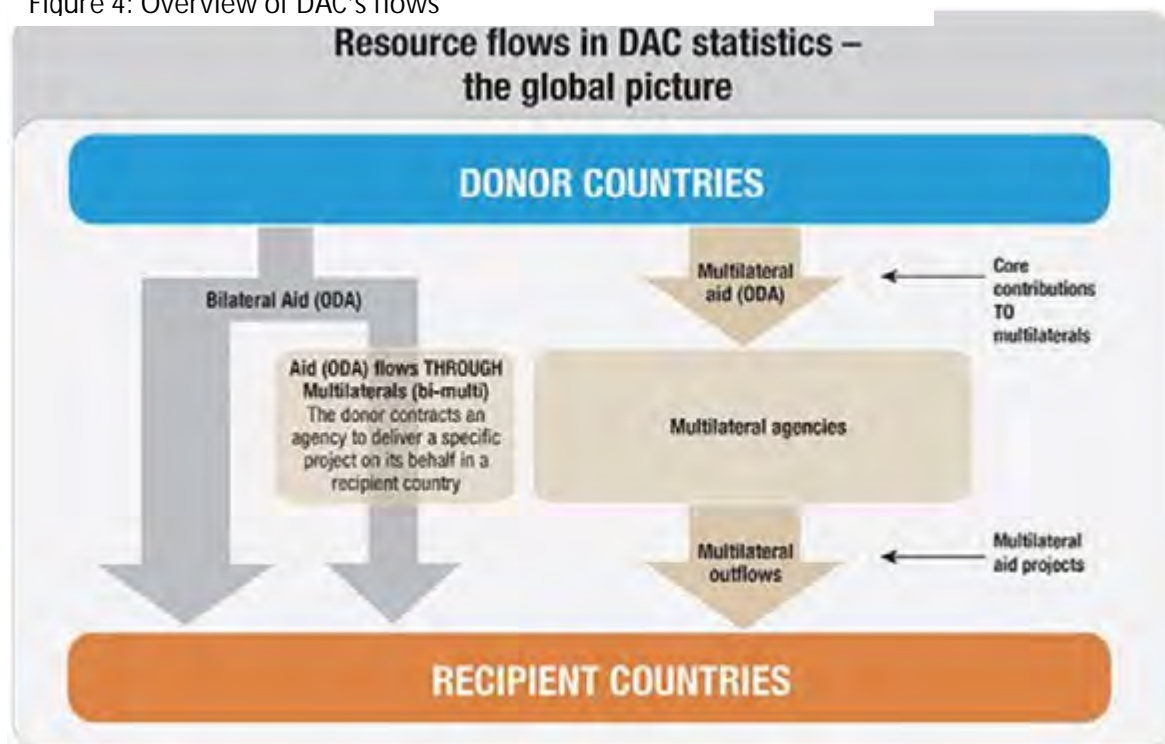 Figure 4: Overview of DAC's flows
Resource flows in DAC statistics –
the global picture
DONOR COUNTRIES
Bilateral Aid (ODA)
Multilateral
aid (ODA)
Core
contributions
TO
multilaterals
Aid (ODA) flows THROUGH
Multilaterals (bi-multi)
The donor contracts an
agency to deliver a specific
project on its behalf in a
recipient country
Multilateral agencies
Multilateral
outflows
Multilateral
aid projects
RECIPIENT COUNTRIES